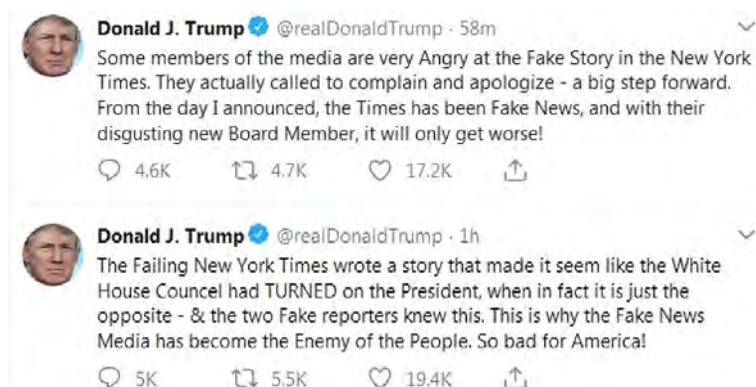 Donald J. Trump @realDonaldTrump · 58m
Some members of the media are very Angry at the Fake Story in the New York
Times. They actually called to complain and apologize - a big step forward.
From the day I announced, the Times has been Fake News, and with their
disgusting new Board Member, it will only get worse!
4.6K 4.7K 17.2K
Donald J. Trump @realDonaldTrump · 1h
The Failing New York Times wrote a story that made it seem like the White
House Councel had TURNED on the President, when in fact it is just the
opposite - & the two Fake reporters knew this. This is why the Fake News
Media has become the Enemy of the People. So bad for America!
5K 5.5K 19.4K